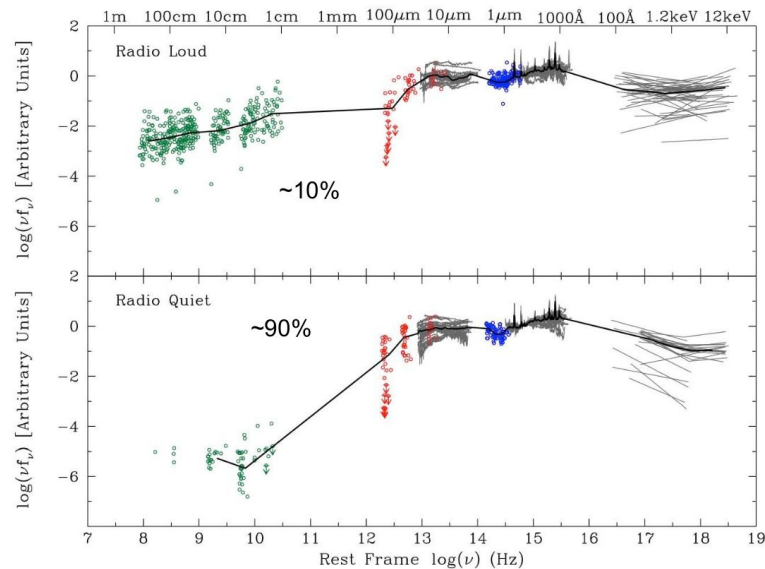 1m 100cm 10cm 1cm 1mm 100μm 10μm 1μm 1000Å 100Å 1.2keV 12keV
Radio Loud
2
0
-2
-4
-6
log(νfν) [Arbitrary Units]
~10%
2
Radio Quiet
~90%
0
-2
-4
-6
log(νfν) [Arbitrary Units]
7 8 9 10 11 12 13 14 15 16 17 18 19
Rest Frame log(ν) (Hz)